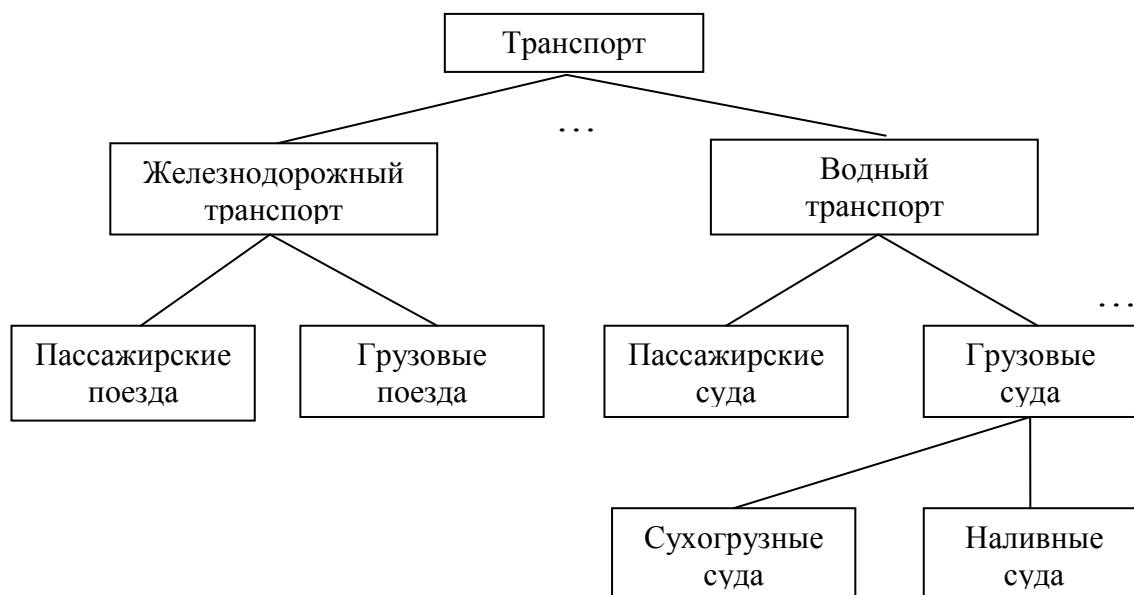 Транспорт
…
Железнодорожный
транспорт
Водный
транспорт
…
Пассажирские
поезда
Грузовые
поезда
Пассажирские
суда
Грузовые
суда
Сухогрузные
суда
Наливные
суда